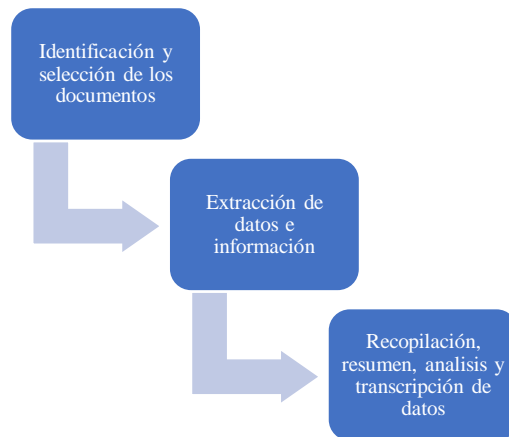 Identificación y
selección de los
documentos
Extracción de
datos e
información
Recopilación,
resumen, analisis y
transcripción de
datos